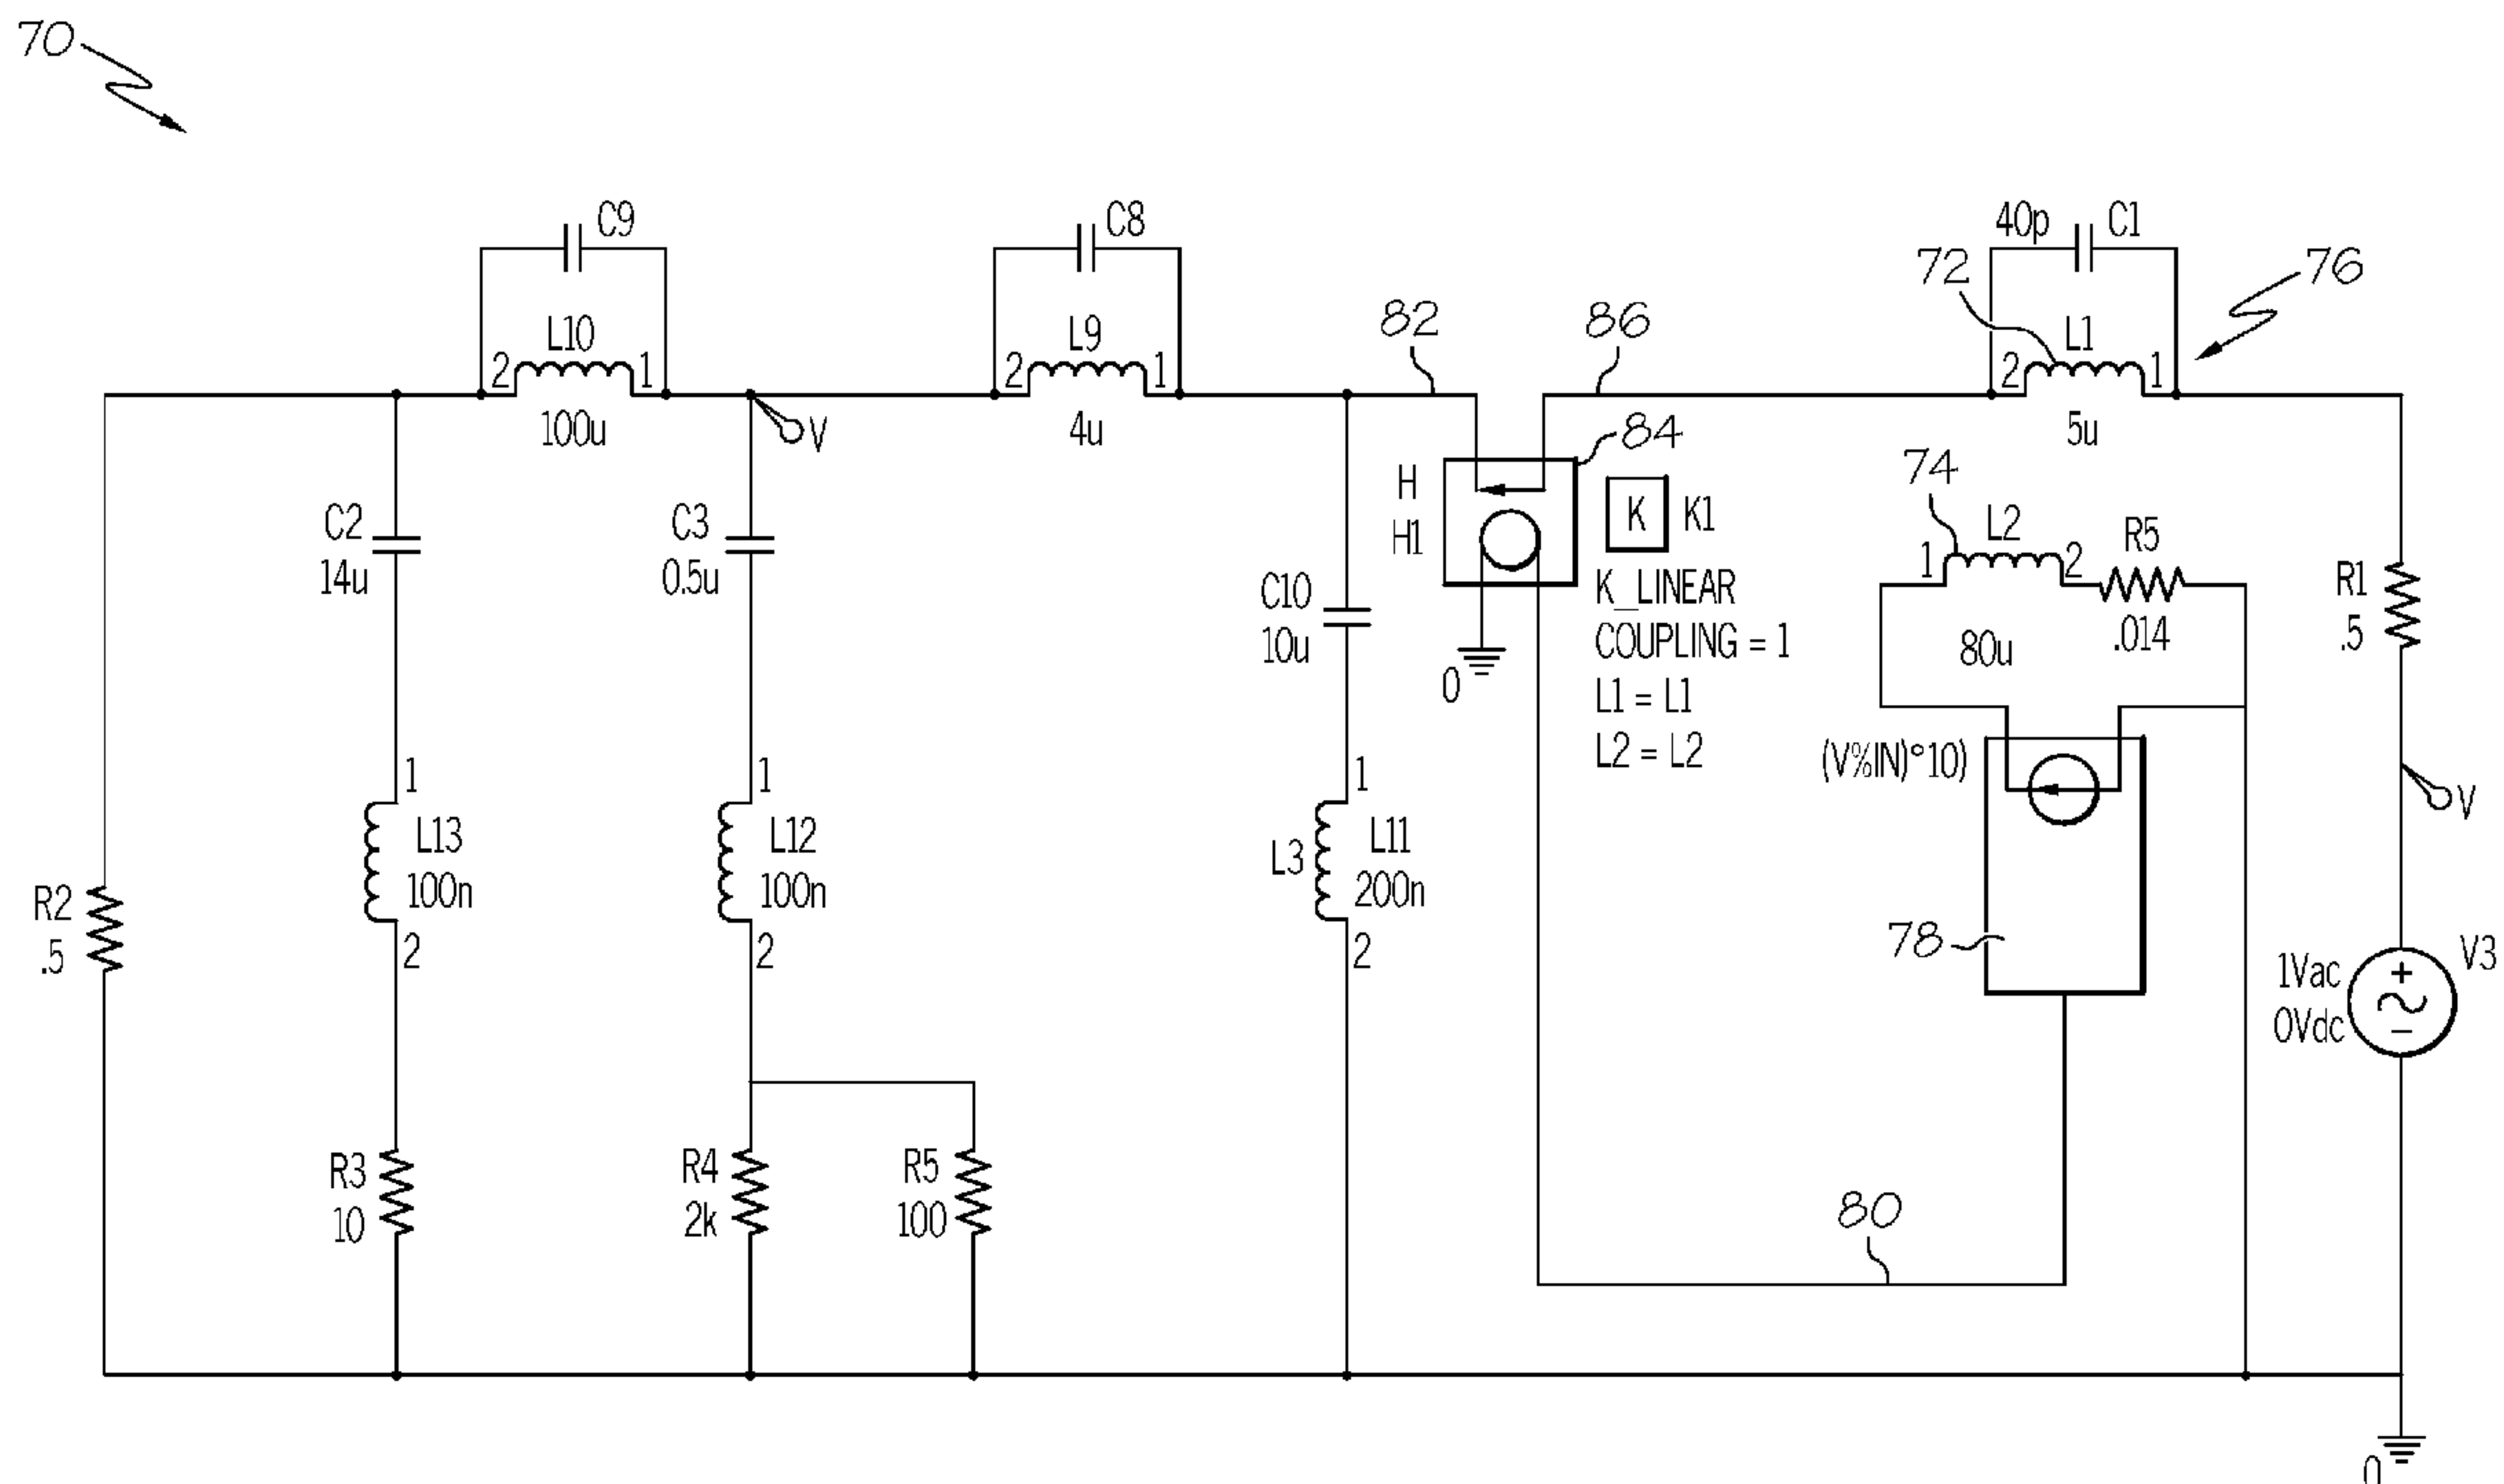 70
C9
C8
40p
C1
72
76
L10
L9
82
86
L1
2
1
2
1
2
1
100u
V
4u
84
5u
74
H
K
K1
L2
R5
C2
C3
H1
1
2
14u
0.5u
C10
K_LINEAR
R1
10u
COUPLING = 1
80u
.014
.5
0
L1 = L1
L2 = L2
(V%IN)°10)
1
1
1
V
L13
L12
L3
L11
100n
100n
200n
R2
78
.5
2
2
2
1Vac
V3
0Vdc
R3
R4
R5
10
2k
100
80
0